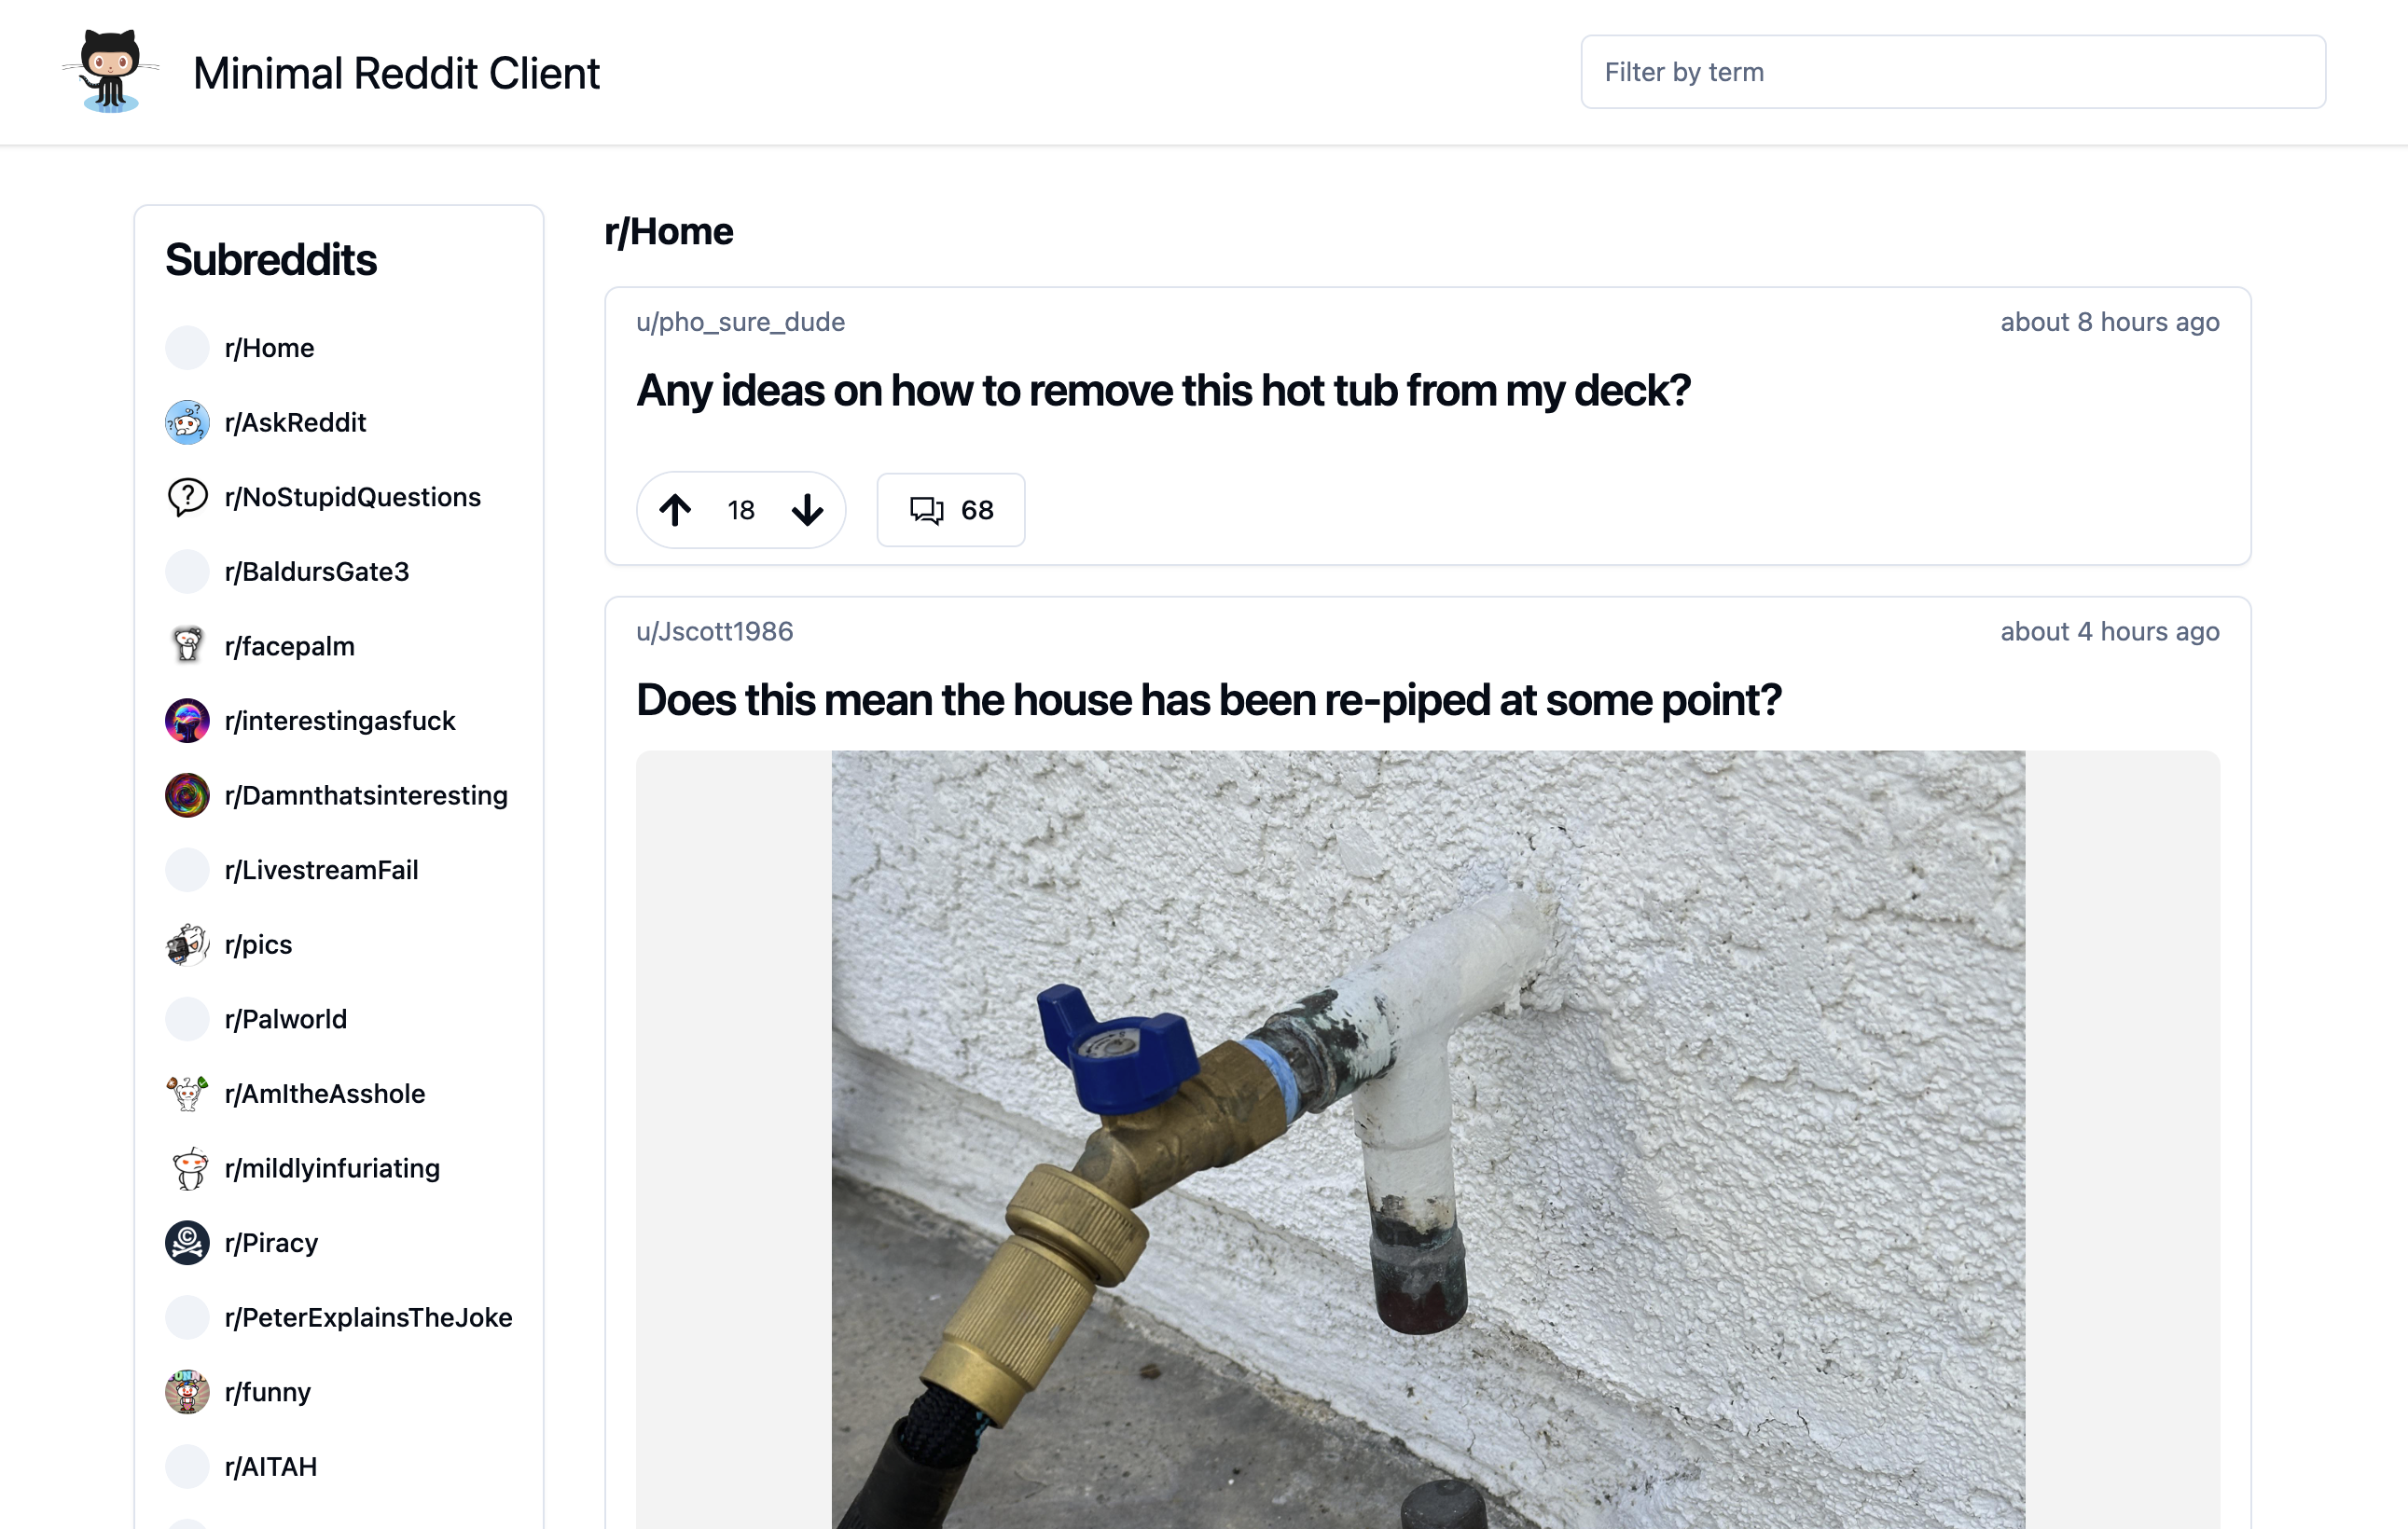 Minimal Reddit Client
Filter by term
Subreddits
r/Home
r/AskReddit
r/NoStupidQuestions
r/BaldursGate3
r/facepalm
r/interestingasfuck
r/Damnthatsinteresting
r/LivestreamFail
r/pics
r/Palworld
r/AmItheAsshole
r/mildlyinfuriating
r/Piracy
r/PeterExplainsTheJoke
r/funny
r/AITAH
r/Home
u/pho_sure_dude
about 8 hours ago
Any ideas on how to remove this hot tub from my deck?
18
68
u/Jscott1986
about 4 hours ago
Does this mean the house has been re-piped at some point?